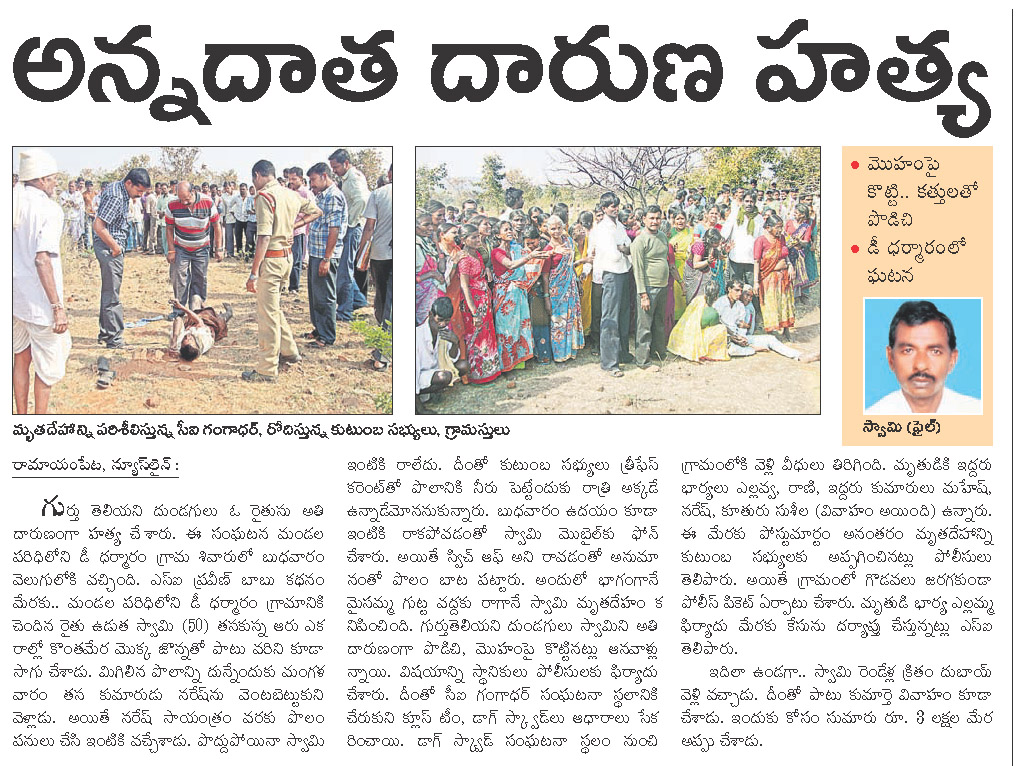 అన్నదాత దారుణ హత్య
• మొహంపై
కొట్టి.. కత్తులతో
పొడిచి
• డీ ధర్మారంలో
ఘటన
స్వామి (ఫైల్)
మృతదేహాన్ని పరిశీలిస్తున్న సీఐ గంగాధర్, రోదిస్తున్న కుటుంబ సభ్యులు, గ్రామస్తులు
రామాయంపేట, న్యూస్‌లైన్ :
గుర్తు తెలియని దుండగులు ఓ రైతును అతి
దారుణంగా హత్య చేశారు. ఈ సంఘటన మండల
పరిధిలోని డీ ధర్మారం గ్రామ శివారులో బుధవారం
వెలుగులోకి వచ్చింది. ఎస్ఐ ప్రవీణ్ బాబు కథనం
మేరకు.. మండల పరిధిలోని డీ ధర్మారం గ్రామానికి
చెందిన రైతు ఉడుత స్వామి (50) తనకున్న ఆరు ఎక
రాల్లో కొంతమేర మొక్క జొన్నతో పాటు వరిని కూడా
సాగు చేశాడు. మిగిలిన పొలాన్ని దున్నేందుకు మంగళ
వారం తన కుమారుడు నరేష్‌ను వెంటబెట్టుకుని
వెళ్లాడు. అయితే నరేష్ సాయంత్రం వరకు పొలం
పనులు చేసి ఇంటికి వచ్చేశాడు. పొద్దుపోయినా స్వామి
ఇంటికి రాలేదు. దీంతో కుటుంబ సభ్యులు త్రీఫేస్
కరెంట్‌తో పొలానికి నీరు పెట్టేందుకు రాత్రి అక్కడే
ఉన్నాడేమోననుకున్నారు. బుధవారం ఉదయం కూడా
ఇంటికి రాకపోవడంతో స్వామి మొబైల్‌కు ఫోన్
చేశారు. అయితే స్విచ్ ఆఫ్ అని రావడంతో అనుమా
నంతో పొలం బాట పట్టారు. అందులో భాగంగానే
మైసమ్మ గుట్ట వద్దకు రాగానే స్వామి మృతదేహం క
నిపించింది. గుర్తుతెలియని దుండగులు స్వామిని అతి
దారుణంగా పొడిచి, మొహంపై కొట్టినట్లు ఆనవాళ్లు
న్నాయి. విషయాన్ని స్థానికులు పోలీసులకు ఫిర్యాదు
చేశారు. దీంతో సీఐ గంగాధర్ సంఘటనా స్థలానికి
చేరుకుని క్లూస్ టీం, డాగ్ స్క్వాడ్‌లు ఆధారాలు సేక
రించాయి. డాగ్ స్క్వాడ్ సంఘటనా స్థలం నుంచి
గ్రామంలోకి వెళ్లి వీధులు తిరిగింది. మృతుడికి ఇద్దరు
భార్యలు ఎల్లవ్వ, రాణి, ఇద్దరు కుమారులు మహేష్,
నరేష్, కూతురు సుశీల (వివాహం అయింది) ఉన్నారు.
ఈ మేరకు పోస్టుమార్టం అనంతరం మృతదేహాన్ని
కుటుంబ సభ్యులకు అప్పగించినట్లు పోలీసులు
తెలిపారు. అయితే గ్రామంలో గొడవలు జరగకుండా
పోలీస్ పికెట్ ఏర్పాటు చేశారు. మృతుడి భార్య ఎల్లమ్మ
ఫిర్యాదు మేరకు కేసును దర్యాప్తు చేస్తున్నట్లు ఎస్ఐ
తెలిపారు.
ఇదిలా ఉండగా.. స్వామి రెండేళ్ల క్రితం దుబాయ్
వెళ్లి వచ్చాడు. దీంతో పాటు కుమార్తె వివాహం కూడా
చేశాడు. ఇందుకు కోసం సుమారు రూ. 3 లక్షల మేర
అప్పు చేశాడు.